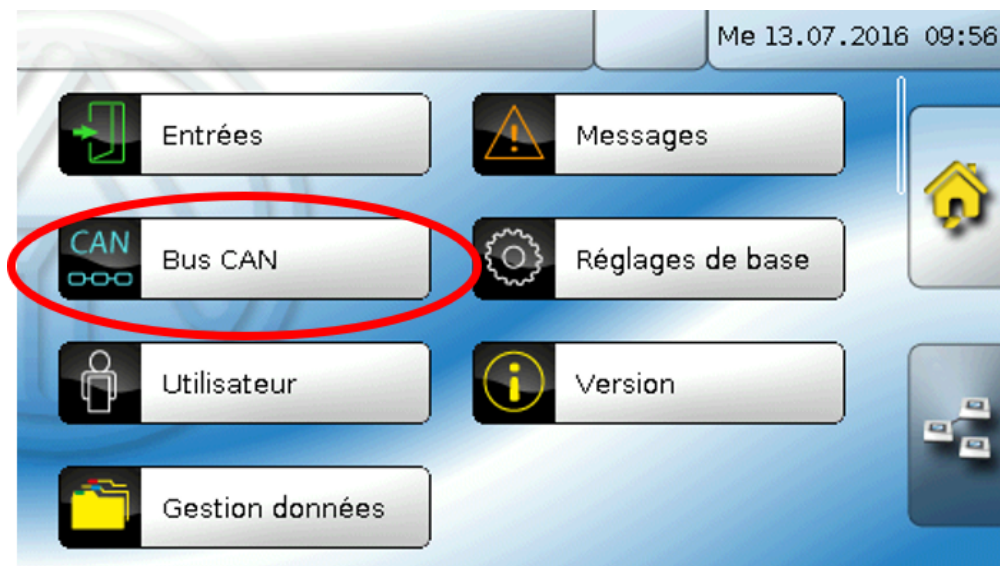 Me 13.07.2016 09:56
Entrées
Messages
CAN
Bus CAN
Réglages de base
Utilisateur
Version
Gestion données